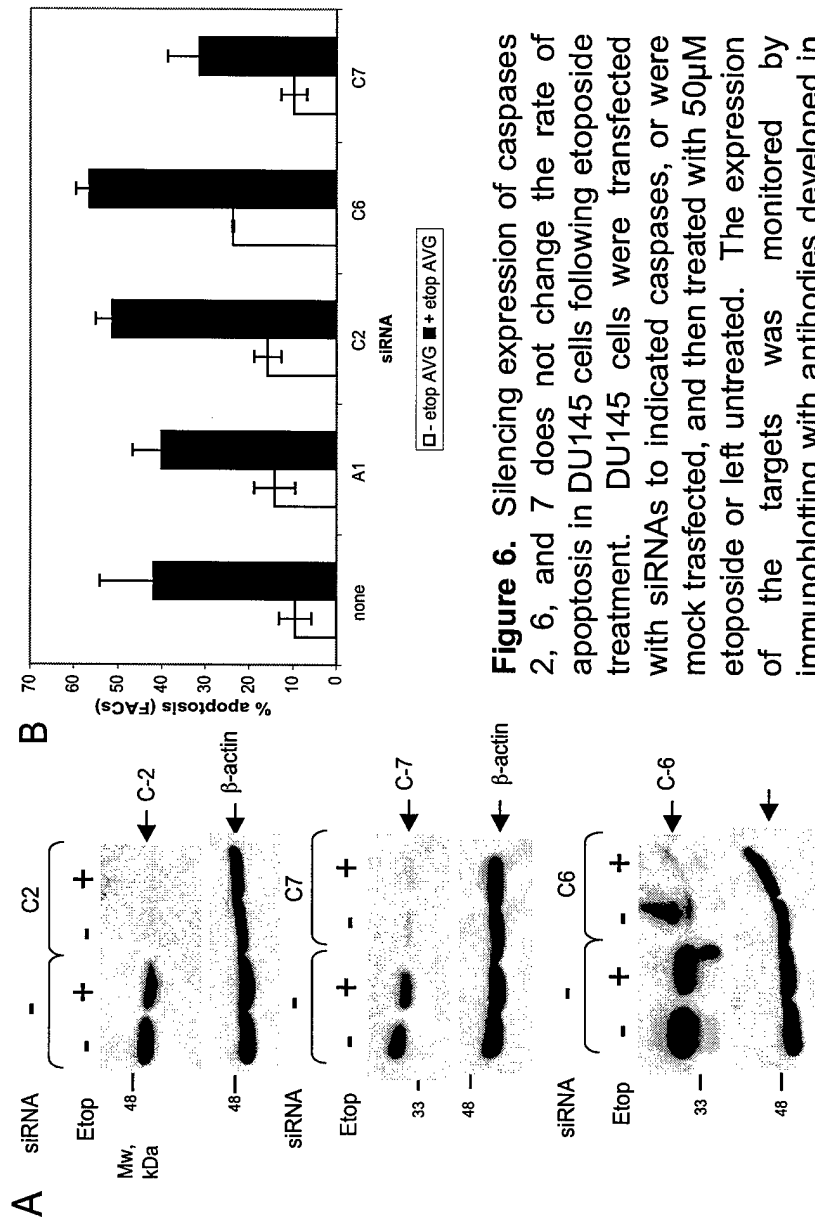 A
siRNA - C2
Etop - + - +
Mw,
kDa
48 – C-2
48 – β-actin
siRNA - C7
Etop - + - +
33 – C-7
48 – β-actin
siRNA - C6
Etop - + - +
33 – C-6
48 –
B
% apoptosis (FACs)
70
60
50
40
30
20
10
0
none A1 C2 C6 C7
siRNA
- etop AVG + etop AVG
Figure 6. Silencing expression of caspases
2, 6, and 7 does not change the rate of
apoptosis in DU145 cells following etoposide
treatment. DU145 cells were transfected
with siRNAs to indicated caspases, or were
mock trasfected, and then treated with 50µM
etoposide or left untreated. The expression
of the targets was monitored by
immunoblotting with antibodies developed in